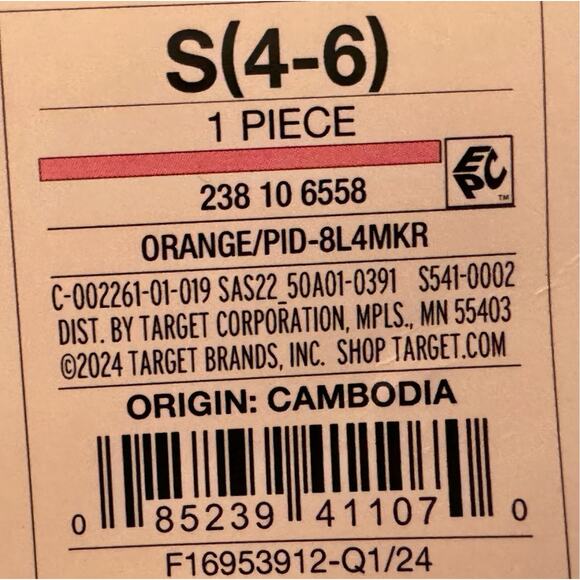 S(4-6)
1 PIECE
EPC™
238 10 6558
ORANGE/PID-8L4MKR
C-002261-01-019 SAS22_50A01-0391 S541-0002
DIST. BY TARGET CORPORATION, MPLS., MN 55403
©2024 TARGET BRANDS, INC. SHOP TARGET.COM
ORIGIN: CAMBODIA
0 85239 41107 0
F16953912-Q1/24